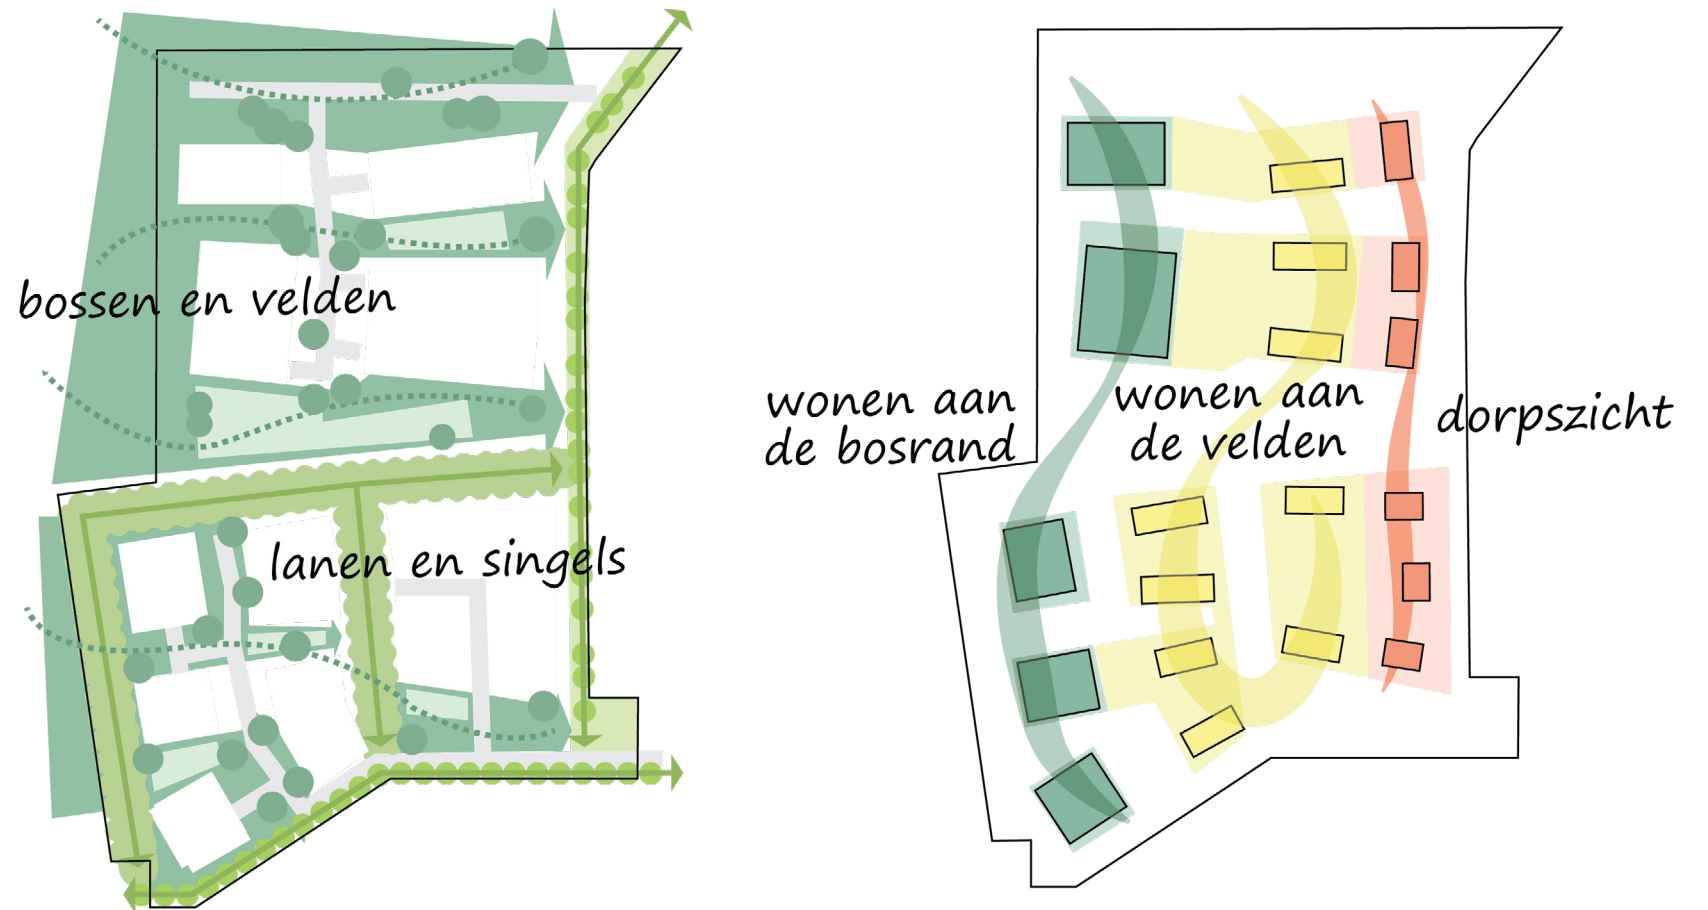 bossen en velden
lanen en singels
wonen aan
de bosrand
wonen aan
de velden
dorpszicht